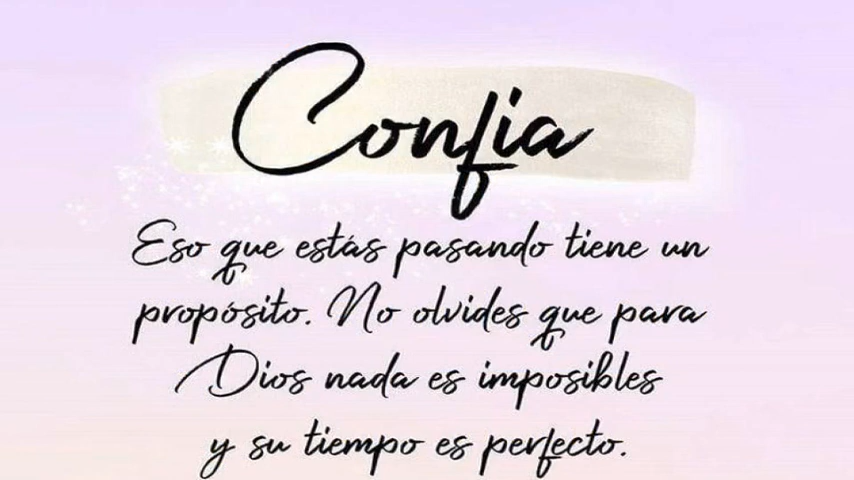 Confia
Eso que estás pasando tiene un
propósito. No olvides que para
Dios nada es imposibles
y su tiempo es perfecto.